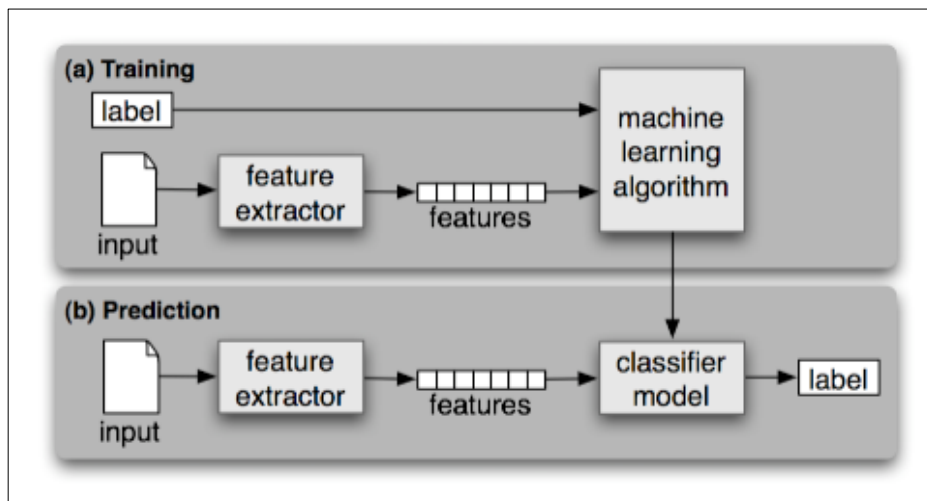 (a) Training
label
machine
learning
algorithm
feature
extractor
features
input
(b) Prediction
feature
extractor
features
classifier
model
label
input